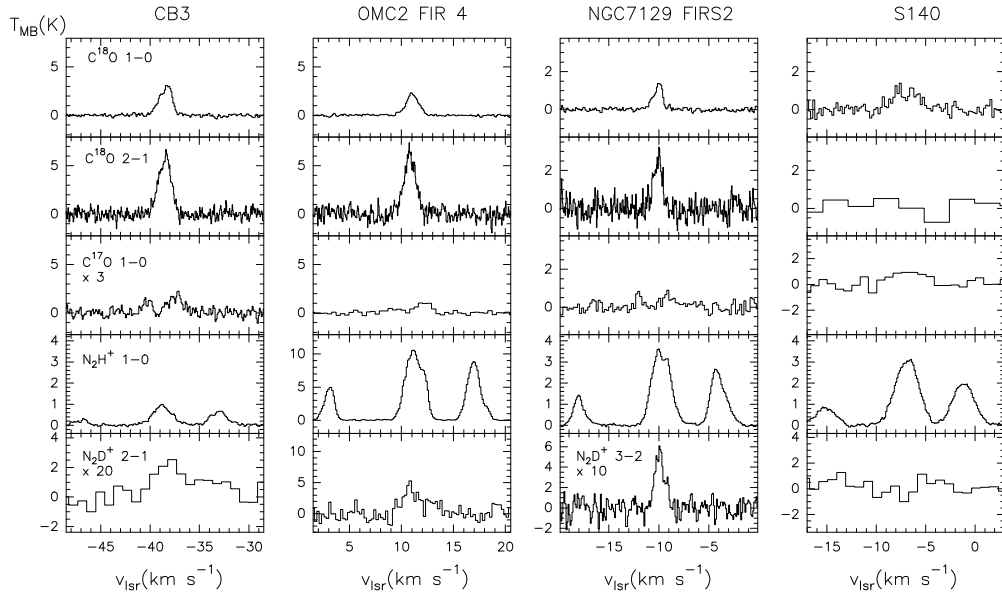 CB3 OMC2 FIR 4 NGC7129 FIRS2 S140
T_MB(K)
C¹⁸O 1-0
5 0 5 0 2 0 2 0
C¹⁸O 2-1
5 0 5 0 2 0 2 0
C¹⁷O 1-0
x 3
5 0 5 0 2 0 2 0 -2
N₂H⁺ 1-0
4 3 2 1 0 10 5 0 4 3 2 1 0 4 3 2 1 0
N₂D⁺ 2-1
x 20
N₂D⁺ 3-2
x 10
4 2 0 -2 10 5 0 6 4 2 0 -2 4 2 0 -2
-45 -40 -35 -30 5 10 15 20 -15 -10 -5 -15 -10 -5 0
v_lsr(km s⁻¹) v_lsr(km s⁻¹) v_lsr(km s⁻¹) v_lsr(km s⁻¹)